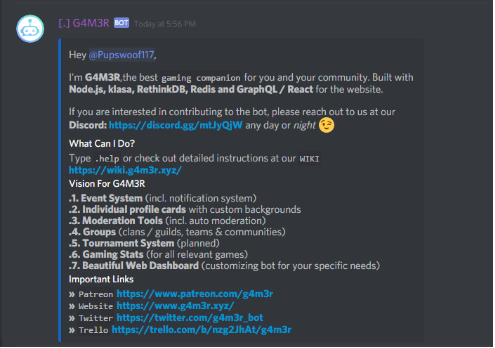 [.] G4M3R BOT Today at 5:56 PM
Hey @Pupswoof117,
I'm G4M3R,the best gaming companion for you and your community. Built with
Node.js, klasa, RethinkDB, Redis and GraphQL / React for the website.
If you are interested in contributing to the bot, please reach out to us at our
Discord: https://discord.gg/mtJyQjW any day or night 😉
What Can I Do?
Type .help or check out detailed instructions at our WIKI
https://wiki.g4m3r.xyz/
Vision For G4M3R
.1. Event System (incl. notification system)
.2. Individual profile cards with custom backgrounds
.3. Moderation Tools (incl. auto moderation)
.4. Groups (clans / guilds, teams & communities)
.5. Tournament System (planned)
.6. Gaming Stats (for all relevant games)
.7. Beautiful Web Dashboard (customizing bot for your specific needs)
Important Links
» Patreon https://www.patreon.com/g4m3r
» Website https://www.g4m3r.xyz/
» Twitter https://twitter.com/g4m3r_bot
» Trello https://trello.com/b/nzg2JhAt/g4m3r